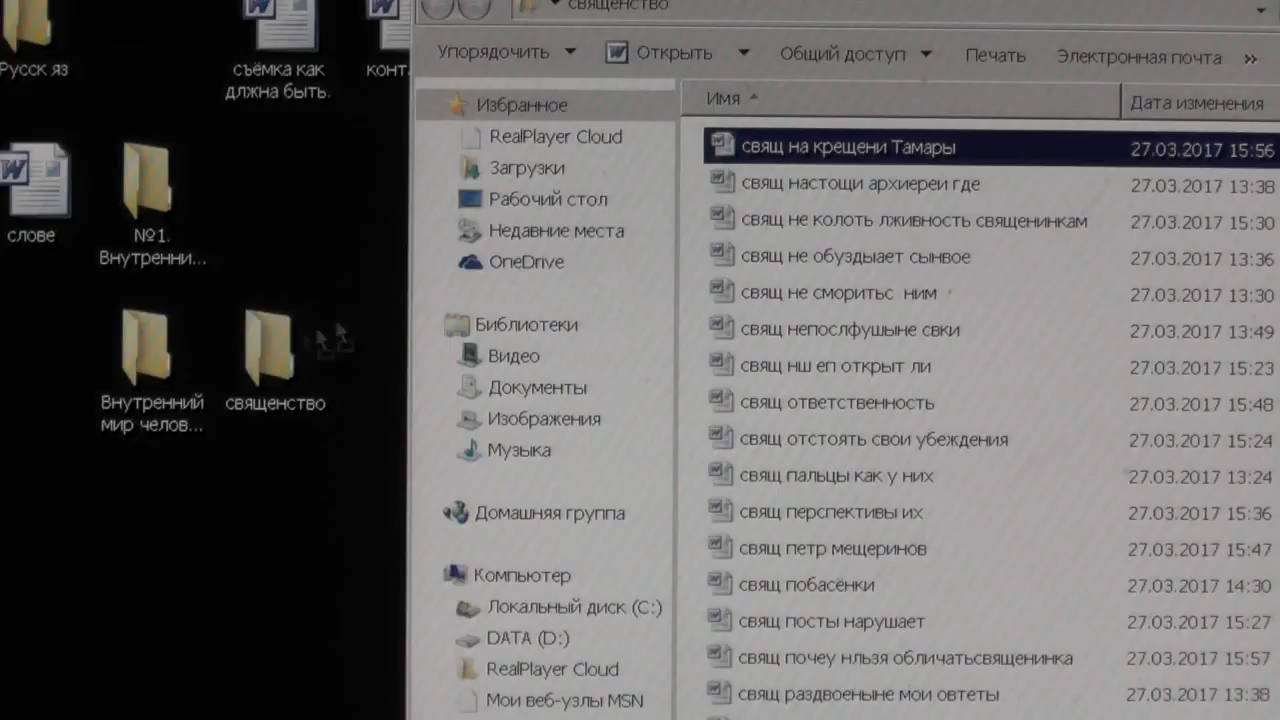 Русск яз
съёмка как
длжна быть.
конт.
слове
№1.
Внутренни...
Внутренний
мир челов...
священство
священство
Упорядочить
Открыть
Общий доступ
Печать
Электронная почта
»
Избранное
RealPlayer Cloud
Загрузки
Рабочий стол
Недавние места
OneDrive
Библиотеки
Видео
Документы
Изображения
Музыка
Домашняя группа
Компьютер
Локальный диск (C:)
DATA (D:)
RealPlayer Cloud
Мои веб-узлы MSN
Имя Дата изменения
свящ на крещени Тамары 27.03.2017 15:56
свящ настощи архиереи где 27.03.2017 13:38
свящ не колоть лживность священинкам 27.03.2017 15:30
свящ не обуздыает сынвое 27.03.2017 13:36
свящ не сморитьс ним 27.03.2017 13:30
свящ непослфушыне свки 27.03.2017 13:49
свящ нш еп открыт ли 27.03.2017 15:23
свящ ответственность 27.03.2017 15:48
свящ отстоять свои убеждения 27.03.2017 15:24
свящ пальцы как у них 27.03.2017 13:24
свящ перспективы их 27.03.2017 15:36
свящ петр мещеринов 27.03.2017 15:47
свящ побасёнки 27.03.2017 14:30
свящ посты нарушает 27.03.2017 15:27
свящ почеу нльзя обличатьсвященинка 27.03.2017 15:57
свящ раздвоеныне мои овтеты 27.03.2017 13:38